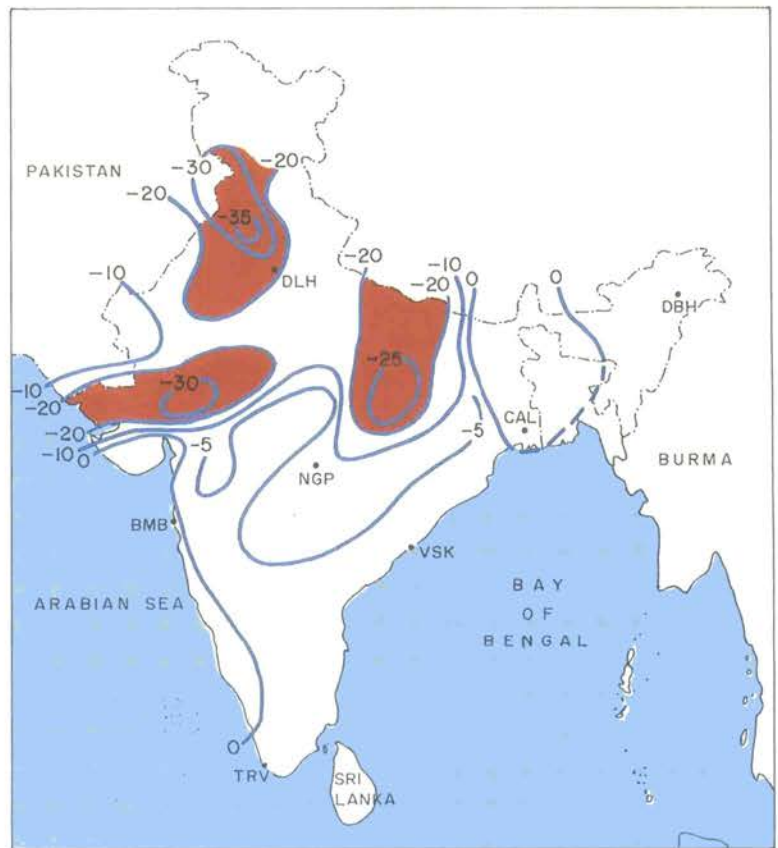 -30
-20
PAKISTAN
-20
-35
-10
DLH
-20
-10
-20
0
0
DBH
-10
-20
-30
-25
-20
-10
0
-5
-5
CAL
NGP
BURMA
BMB
VSK
ARABIAN SEA
BAY
OF
BENGAL
0
TRV
SRI
LANKA